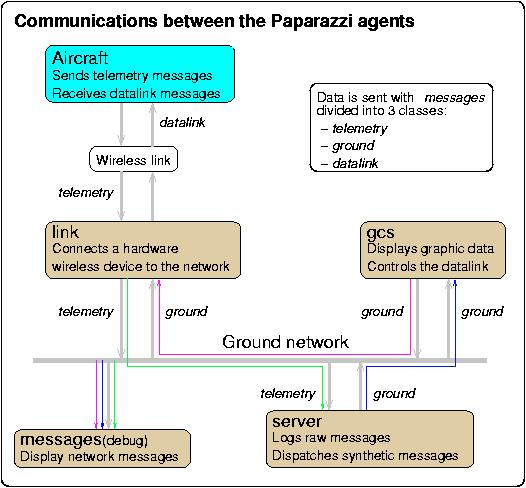 Communications between the Paparazzi agents
Aircraft
Sends telemetry messages
Receives datalink messages
Data is sent with messages
divided into 3 classes:
– telemetry
– ground
– datalink
datalink
Wireless link
telemetry
link
Connects a hardware
wireless device to the network
gcs
Displays graphic data
Controls the datalink
telemetry
ground
ground
ground
Ground network
telemetry
ground
messages(debug)
Display network messages
server
Logs raw messages
Dispatches synthetic messages